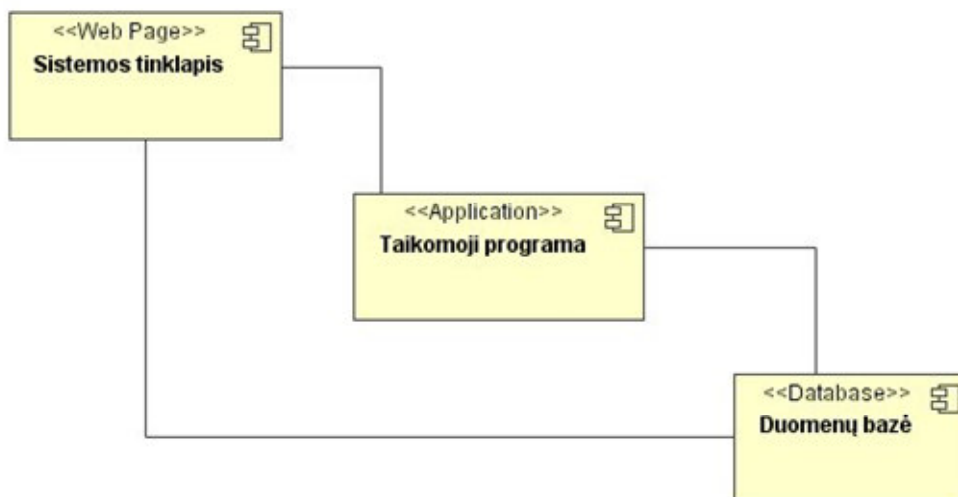 <<Web Page>>
Sistemos tinklapis
<<Application>>
Taikomoji programa
<<Database>>
Duomenų bazė